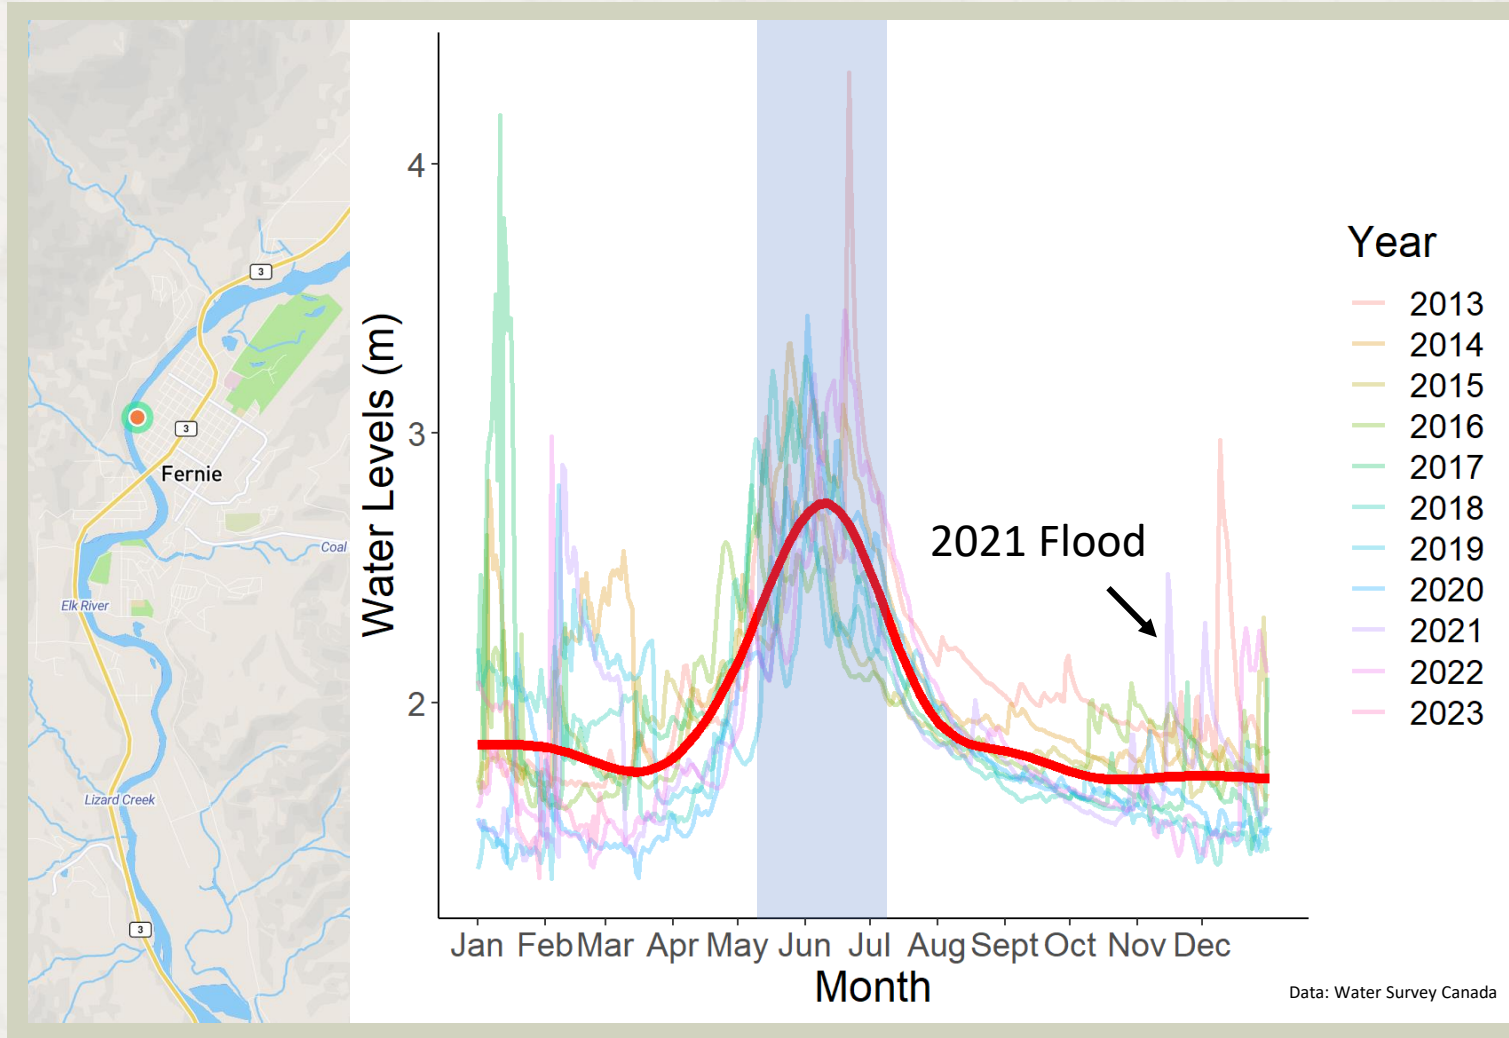 3
3
Fernie
Coal
Elk River
Lizard Creek
3
Water Levels (m)
4
3
2
2021 Flood
Jan Feb Mar Apr May Jun Jul Aug Sept Oct Nov Dec
Month
Year
2013
2014
2015
2016
2017
2018
2019
2020
2021
2022
2023
Data: Water Survey Canada